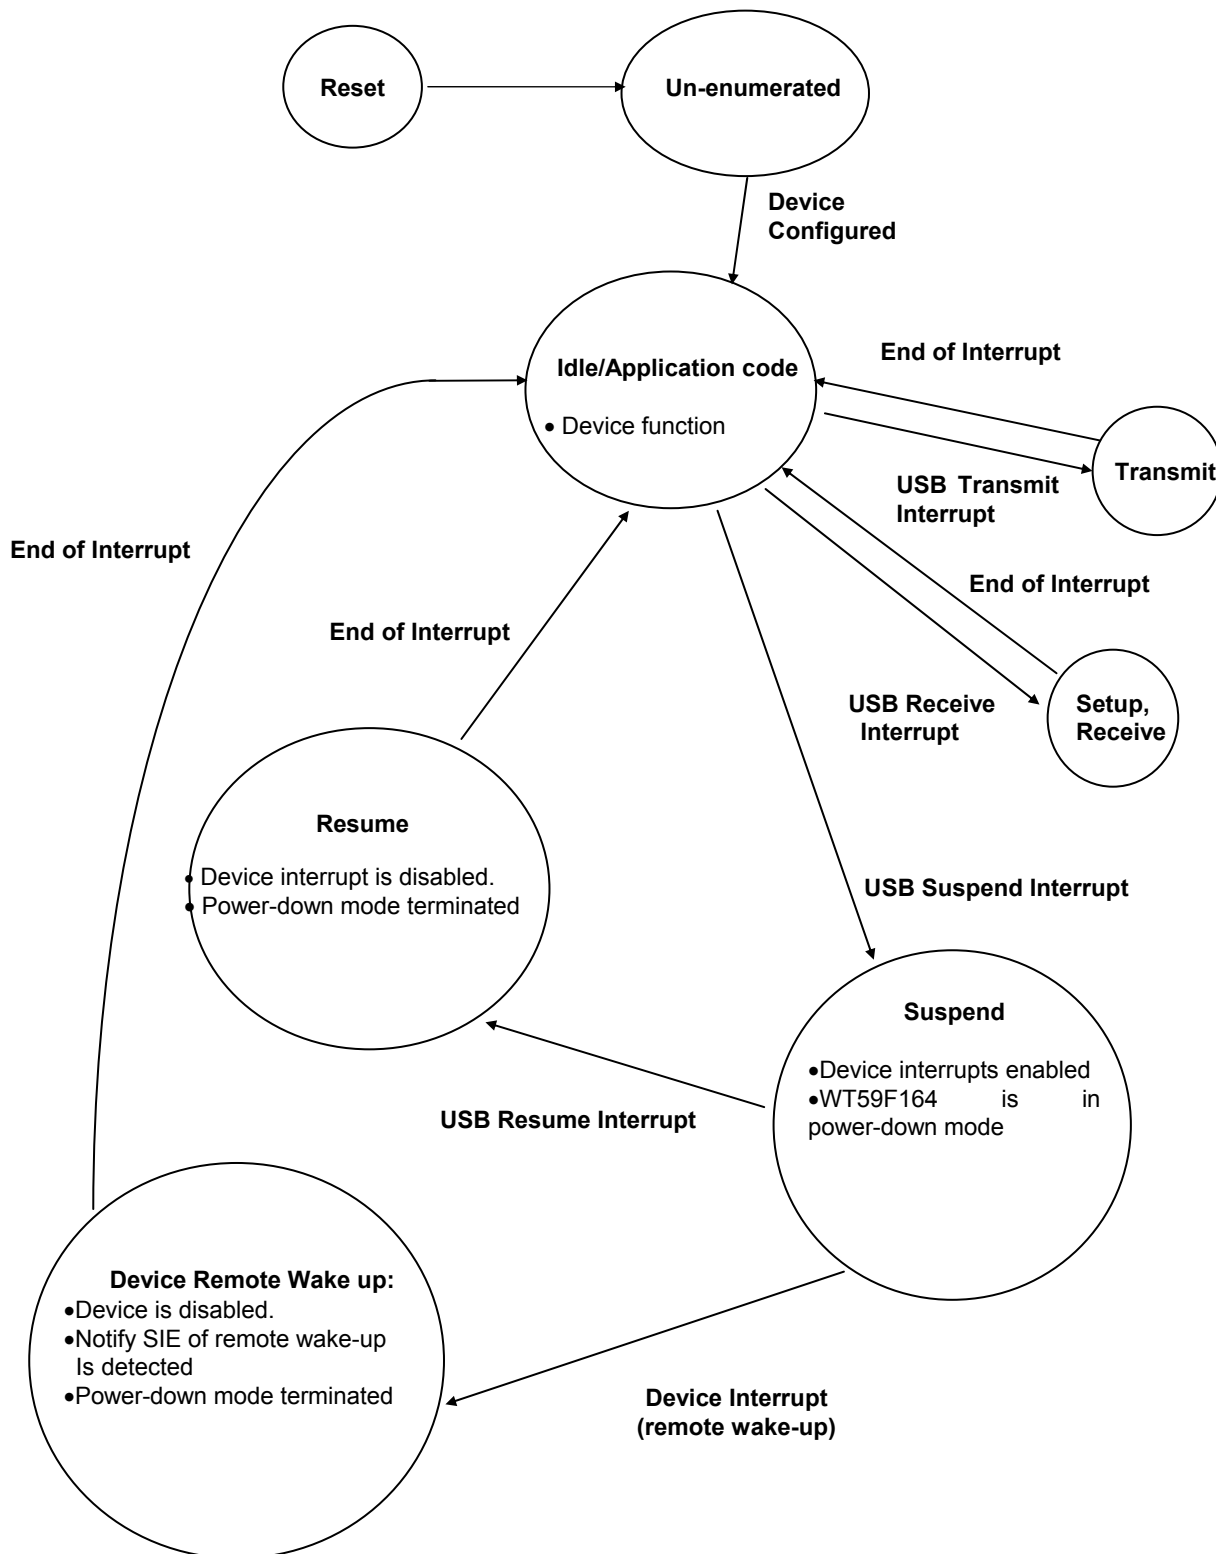 Reset
Un-enumerated
Device
Configured
Idle/Application code
• Device function
End of Interrupt
Transmit
USB Transmit
Interrupt
End of Interrupt
End of Interrupt
End of Interrupt
USB Receive
Interrupt
Setup,
Receive
Resume
• Device interrupt is disabled.
• Power-down mode terminated
USB Suspend Interrupt
Suspend
•Device interrupts enabled
•WT59F164 is in
power-down mode
USB Resume Interrupt
Device Remote Wake up:
•Device is disabled.
•Notify SIE of remote wake-up
Is detected
•Power-down mode terminated
Device Interrupt
(remote wake-up)